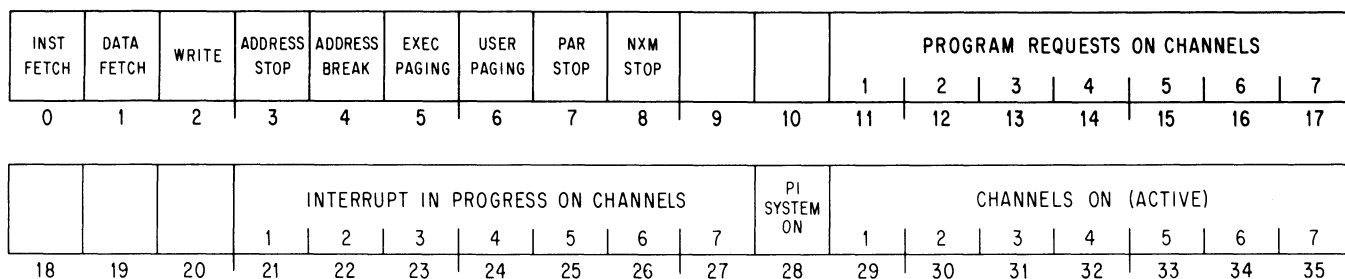 INST DATA ADDRESS ADDRESS EXEC USER PAR NXM PROGRAM REQUESTS ON CHANNELS
FETCH FETCH WRITE STOP BREAK PAGING PAGING STOP STOP
1 2 3 4 5 6 7
0 1 2 3 4 5 6 7 8 9 10 11 12 13 14 15 16 17
INTERRUPT IN PROGRESS ON CHANNELS PI SYSTEM ON CHANNELS ON (ACTIVE)
1 2 3 4 5 6 7 1 2 3 4 5 6 7
18 19 20 21 22 23 24 25 26 27 28 29 30 31 32 33 34 35